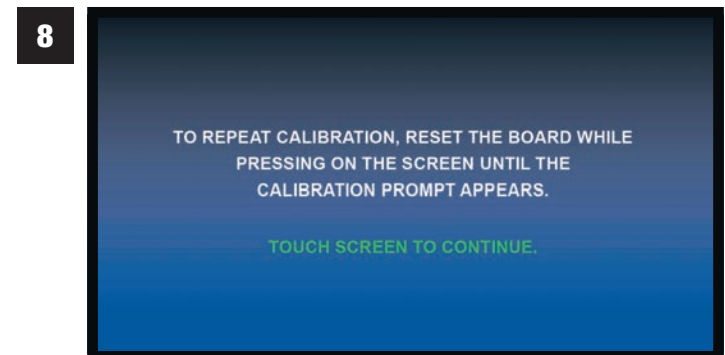 8
TO REPEAT CALIBRATION, RESET THE BOARD WHILE
PRESSING ON THE SCREEN UNTIL THE
CALIBRATION PROMPT APPEARS.
TOUCH SCREEN TO CONTINUE.